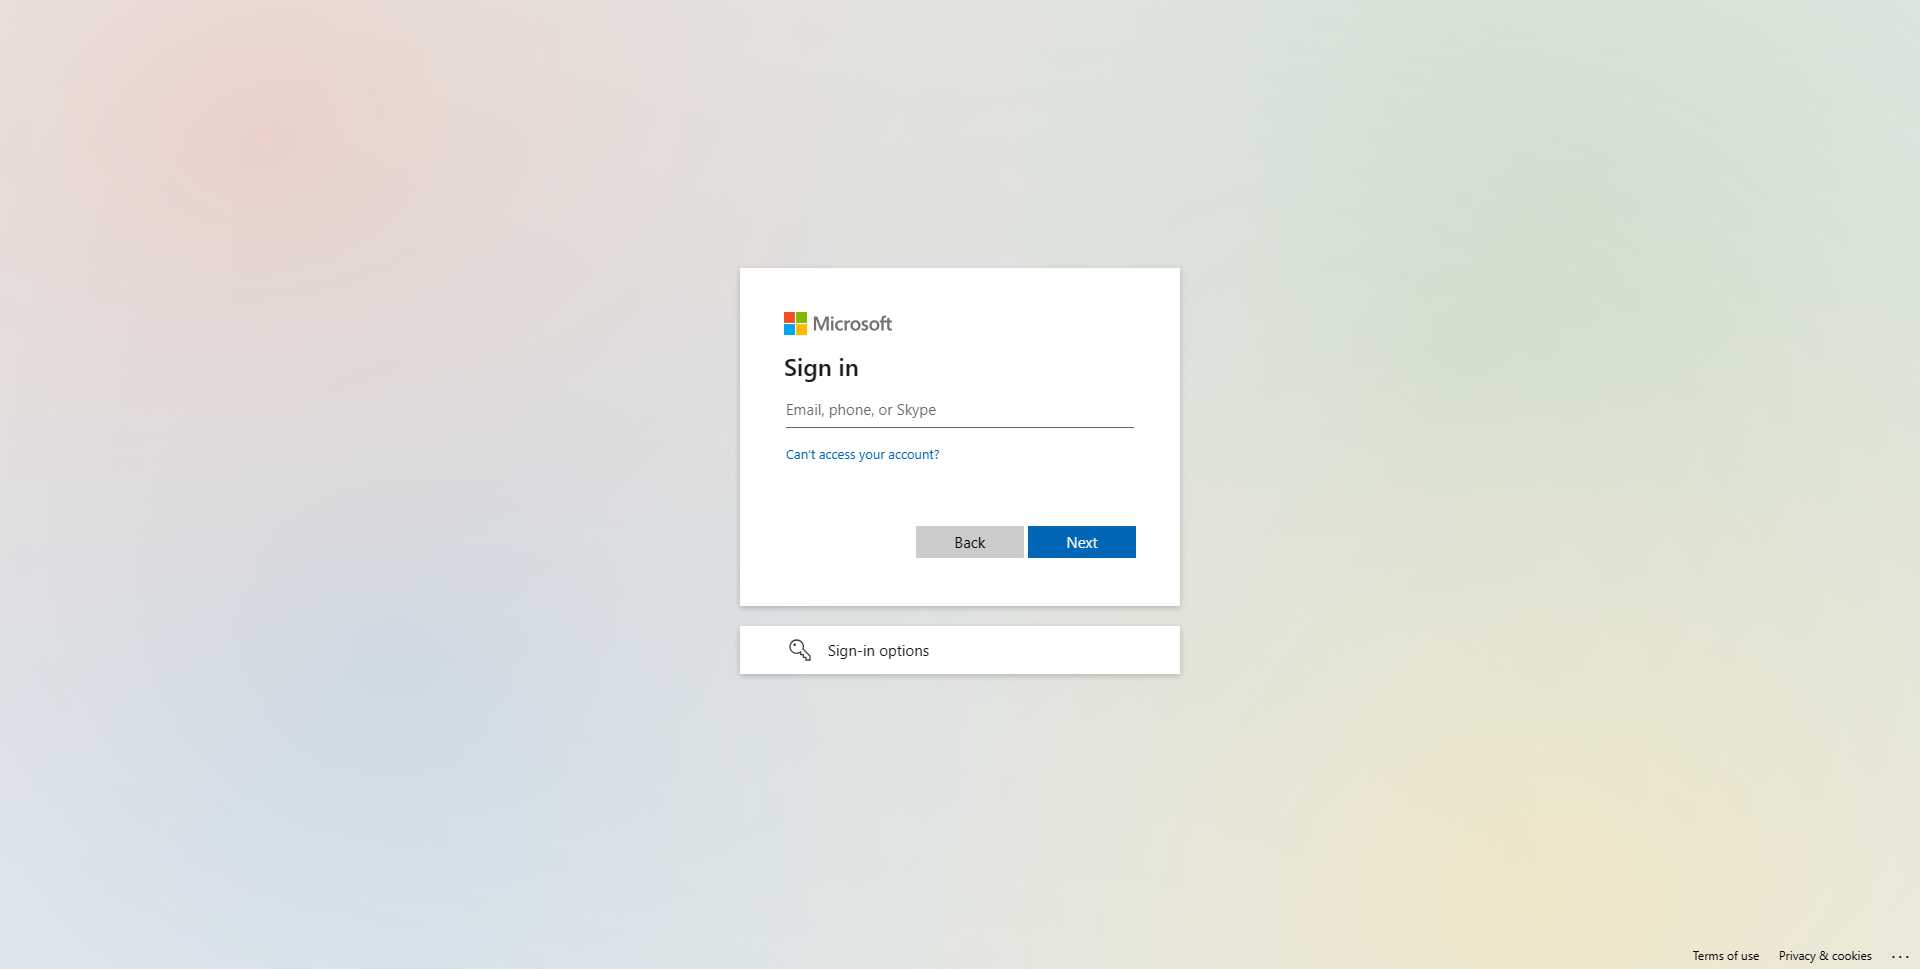 Microsoft
Sign in
Email, phone, or Skype
Can't access your account?
Back
Next
Sign-in options
Terms of use
Privacy & cookies
...